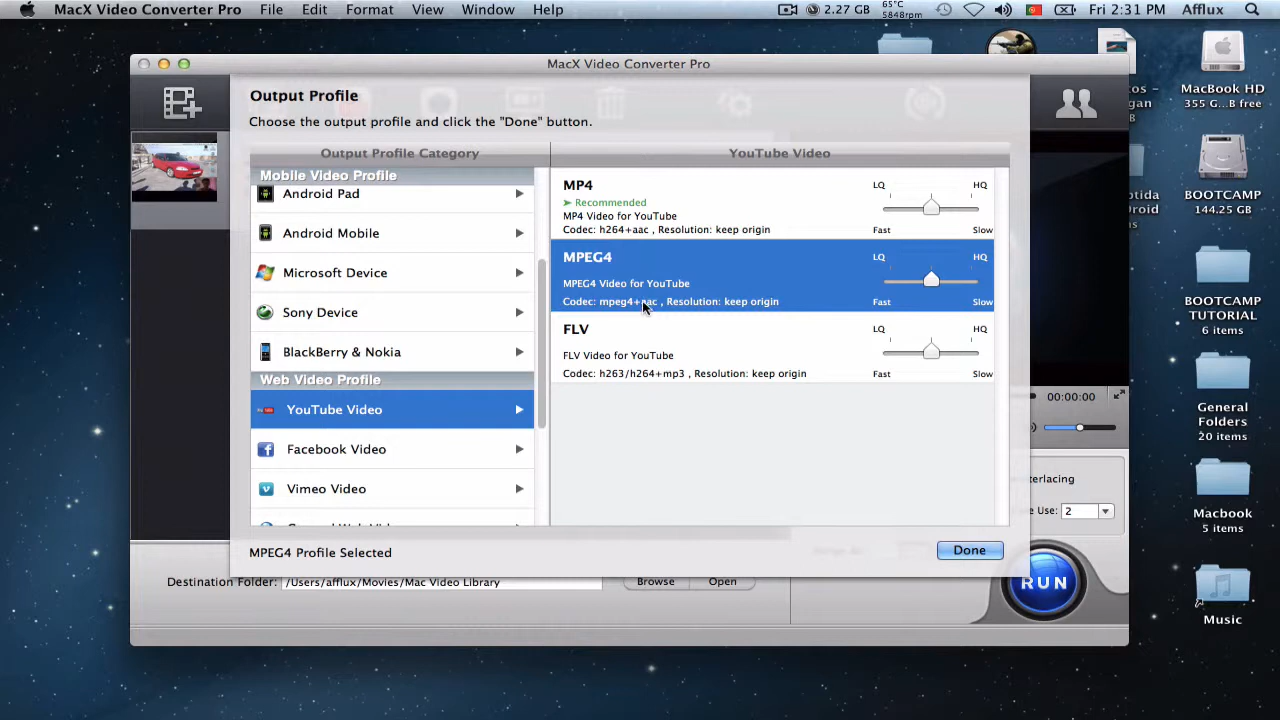 MacX Video Converter Pro File Edit Format View Window Help
2.27 GB 65°C 5848rpm Fri 2:31 PM Afflux
MacX Video Converter Pro
Output Profile
Choose the output profile and click the "Done" button.
Output Profile Category
YouTube Video
Mobile Video Profile
Android Pad
Android Mobile
Microsoft Device
Sony Device
BlackBerry & Nokia
Web Video Profile
YouTube Video
Facebook Video
Vimeo Video
MP4
Recommended
MP4 Video for YouTube
Codec: h264+aac , Resolution: keep origin
LQ HQ
Fast Slow
MPEG4
MPEG4 Video for YouTube
Codec: mpeg4+aac , Resolution: keep origin
LQ HQ
Fast Slow
FLV
FLV Video for YouTube
Codec: h263/h264+mp3 , Resolution: keep origin
LQ HQ
Fast Slow
MPEG4 Profile Selected
Done
00:00:00
terlacing
Use: 2
Destination Folder: /Users/afflux/Movies/Mac Video Library
Browse Open
RUN
MacBook HD
355 G...B free
BOOTCAMP
144.25 GB
BOOTCAMP
TUTORIAL
6 items
General
Folders
20 items
Macbook
5 items
Music